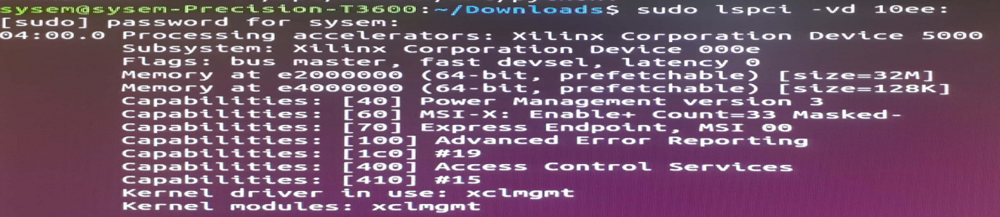 sysem@sysem-Precision-T3600:~/Downloads$ sudo lspci -vd 10ee:
[sudo] password for sysem:
04:00.0 Processing accelerators: Xilinx Corporation Device 5000
Subsystem: Xilinx Corporation Device 000e
Flags: bus master, fast devsel, latency 0
Memory at e2000000 (64-bit, prefetchable) [size=32M]
Memory at e4000000 (64-bit, prefetchable) [size=128K]
Capabilities: [40] Power Management version 3
Capabilities: [60] MSI-X: Enable+ Count=33 Masked-
Capabilities: [70] Express Endpoint, MSI 00
Capabilities: [100] Advanced Error Reporting
Capabilities: [1c0] #19
Capabilities: [400] Access Control Services
Capabilities: [410] #15
Kernel driver in use: xclmgmt
Kernel modules: xclmgmt